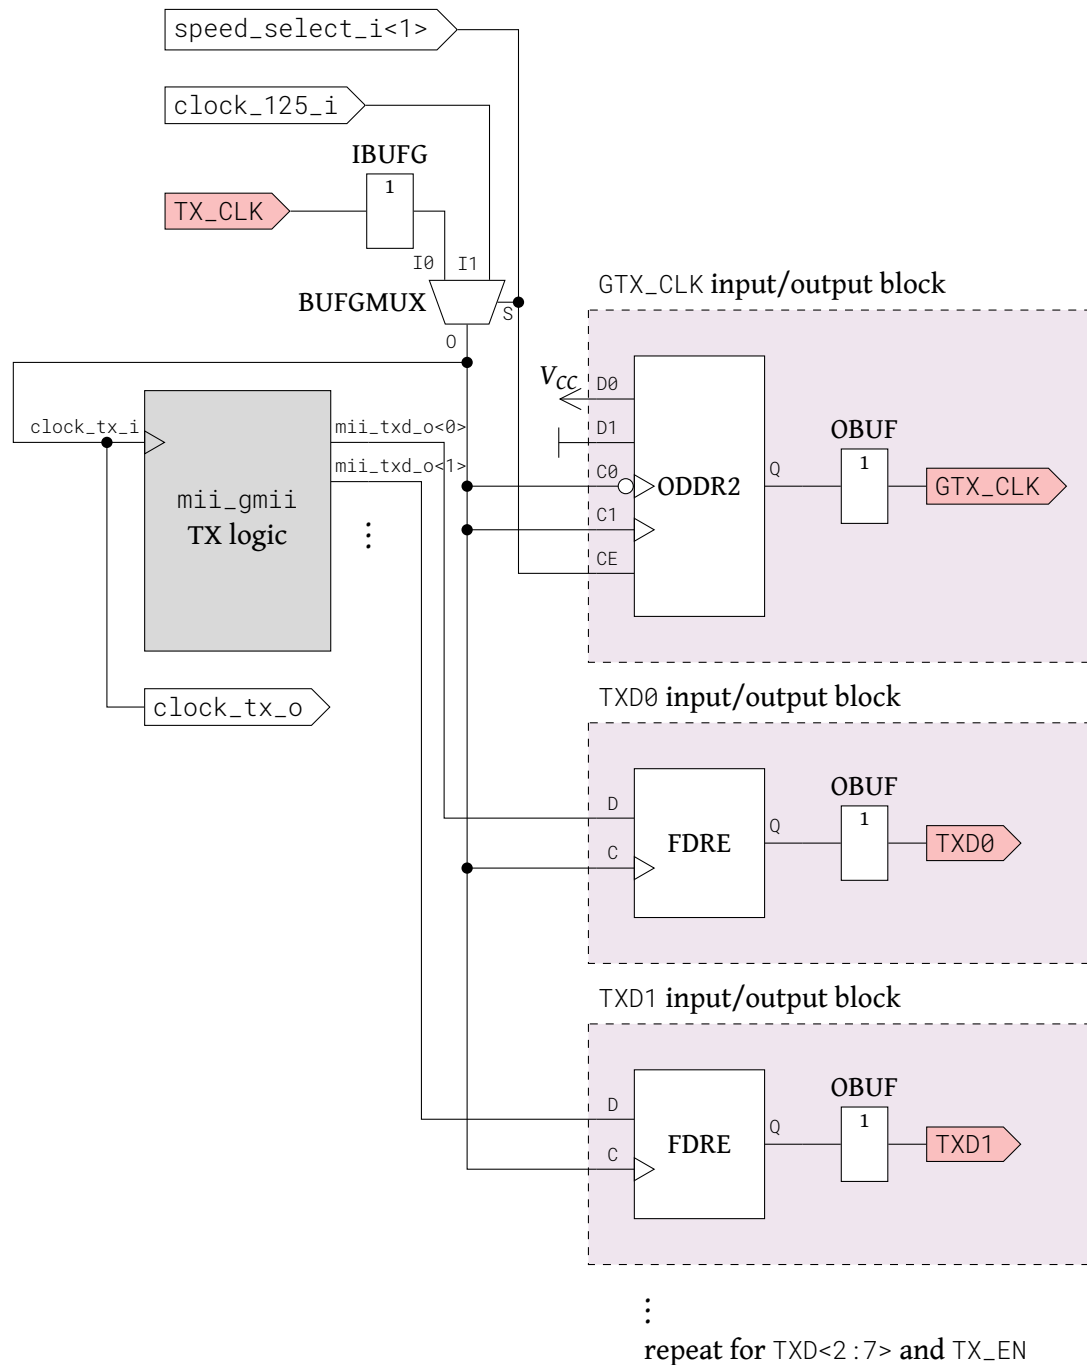 speed_select_i<1>
clock_125_i
IBUFG
1
TX_CLK
I0 I1
BUFGMUX
S
O
GTX_CLK input/output block
VCC
D0
D1
C0
C1
CE
ODDR2
Q
OBUF
1
GTX_CLK
clock_tx_i
mii_txd_o<0>
mii_txd_o<1>
mii_gmii
TX logic
⋮
clock_tx_o
TXD0 input/output block
D
C
FDRE
Q
OBUF
1
TXD0
TXD1 input/output block
D
C
FDRE
Q
OBUF
1
TXD1
⋮
repeat for TXD<2:7> and TX_EN